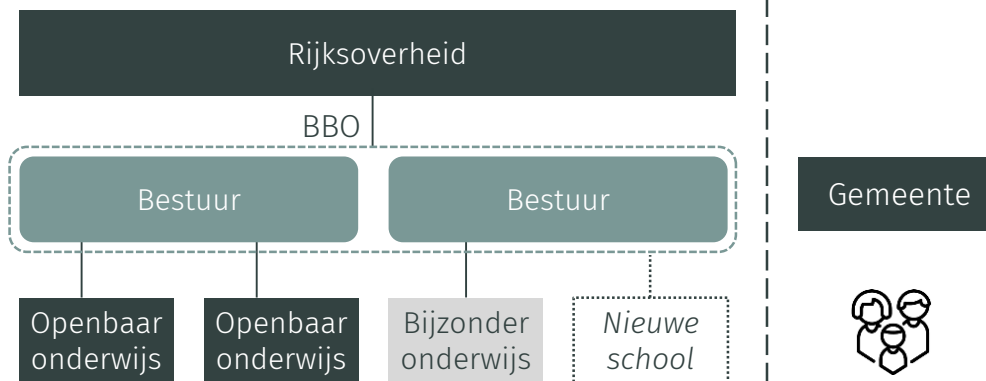 Rijksoverheid
BBO
Bestuur
Bestuur
Gemeente
Openbaar
onderwijs
Openbaar
onderwijs
Bijzonder
onderwijs
Nieuwe
school